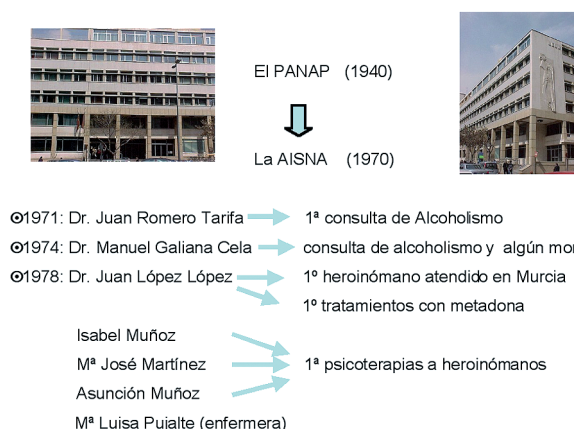 El PANAP (1940)
La AISNA (1970)
1971: Dr. Juan Romero Tarifa 1ª consulta de Alcoholismo
1974: Dr. Manuel Galiana Cela consulta de alcoholismo y algún mor
1978: Dr. Juan López López 1º heroinómano atendido en Murcia
1º tratamientos con metadona
Isabel Muñoz
Mª José Martínez 1ª psicoterapias a heroinómanos
Asunción Muñoz
Mª Luisa Pujalte (enfermera)